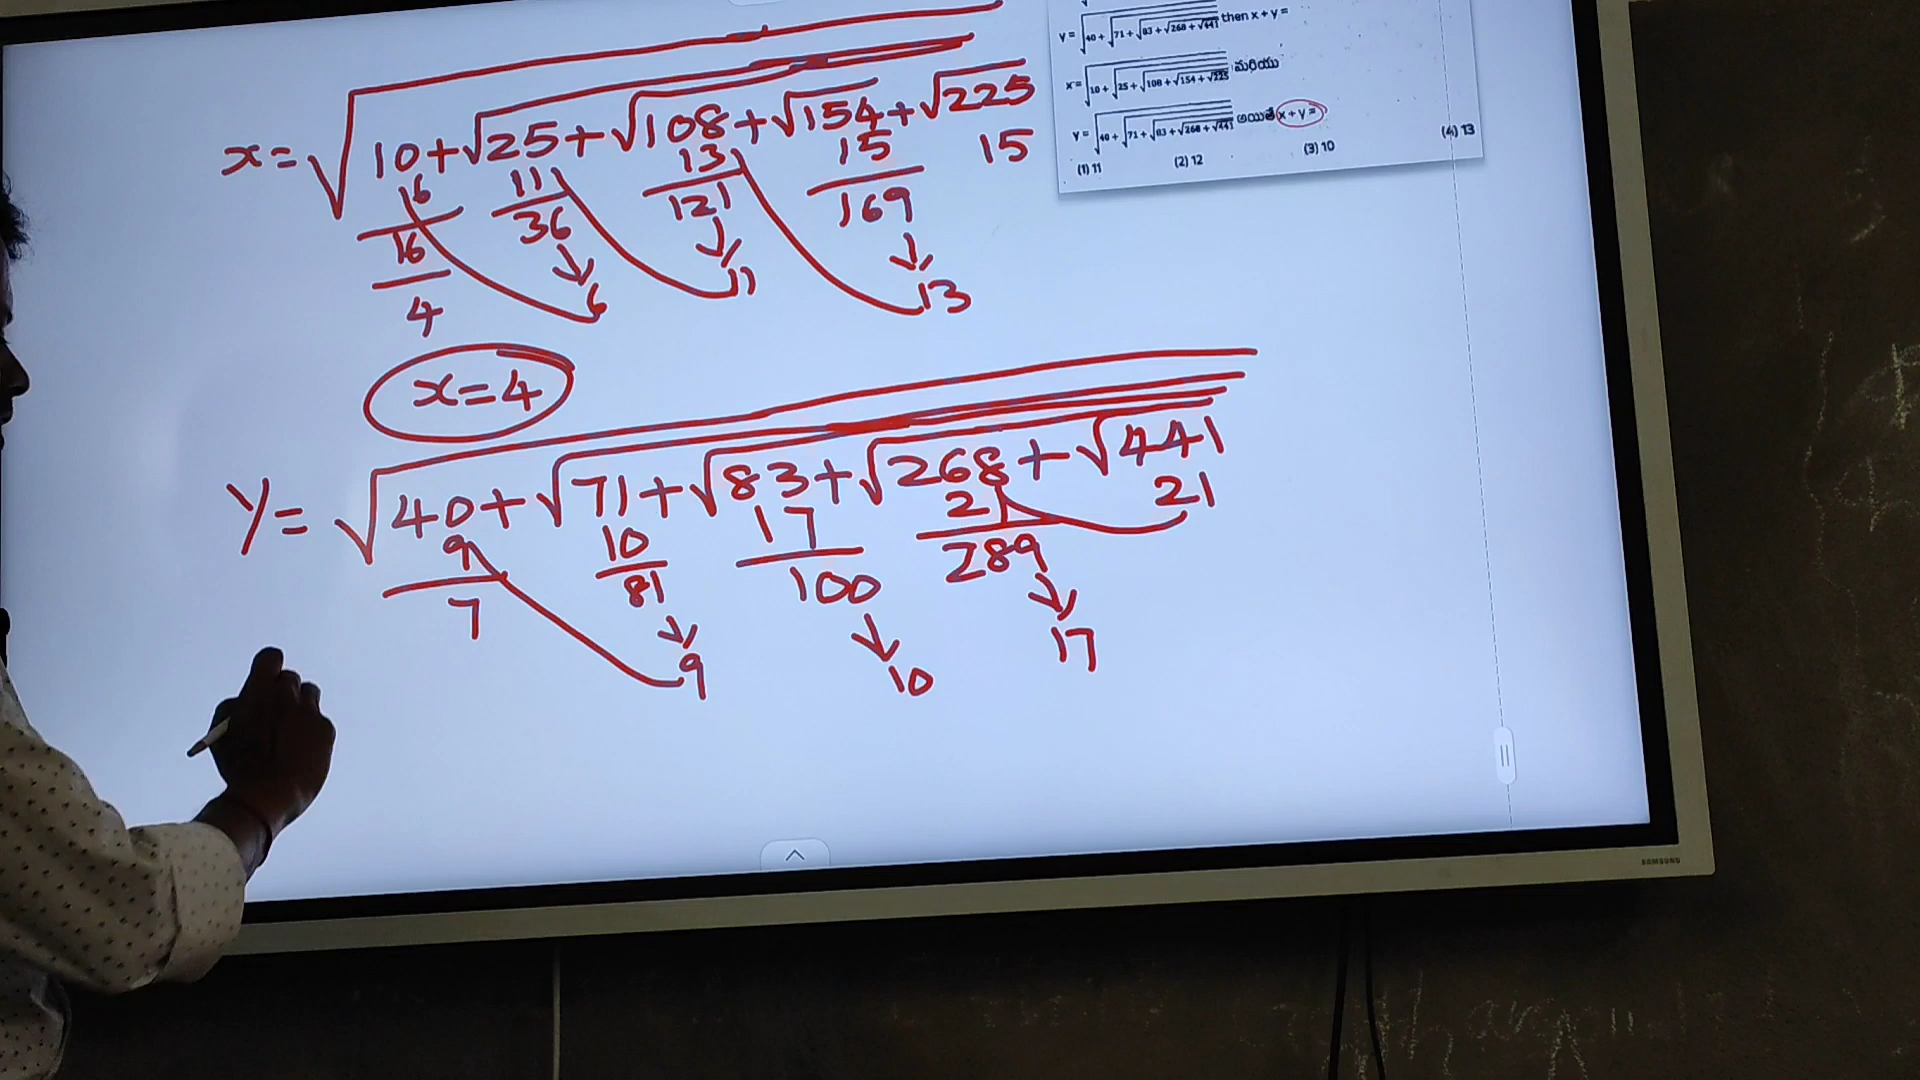 x=√10+√25+√108+√154+√225
16 11 13 15 15
16 36 121 169
4 6 11 13
x=4
y=√40+√71+√83+√268+√441
9 10 17 21 21
7 81 100 289
9 10 17
y=√40+√71+√83+√268+√441 then x+y=
x=√10+√25+√108+√154+√225 మరియు
y=√40+√71+√83+√268+√441 అయితే x+y=
(1) 11 (2) 12 (3) 10 (4) 13
SAMSUNG